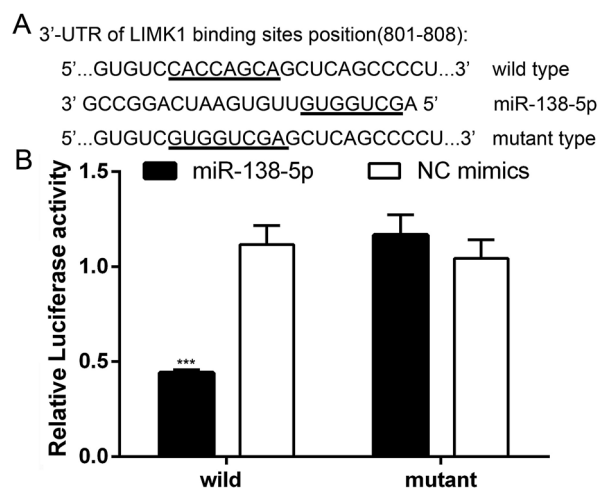 A
3'-UTR of LIMK1 binding sites position(801-808):
5'...GUGUCCACCAGCAGCUCAGCCCCU...3' wild type
3' GCCGGACUAAGUGUUGUGGUCGA 5' miR-138-5p
5'...GUGUCGUGGUCGAGCUCAGCCCCU...3' mutant type
B
miR-138-5p NC mimics
Relative Luciferase activity
1.5
1.0
0.5
0.0
***
wild mutant